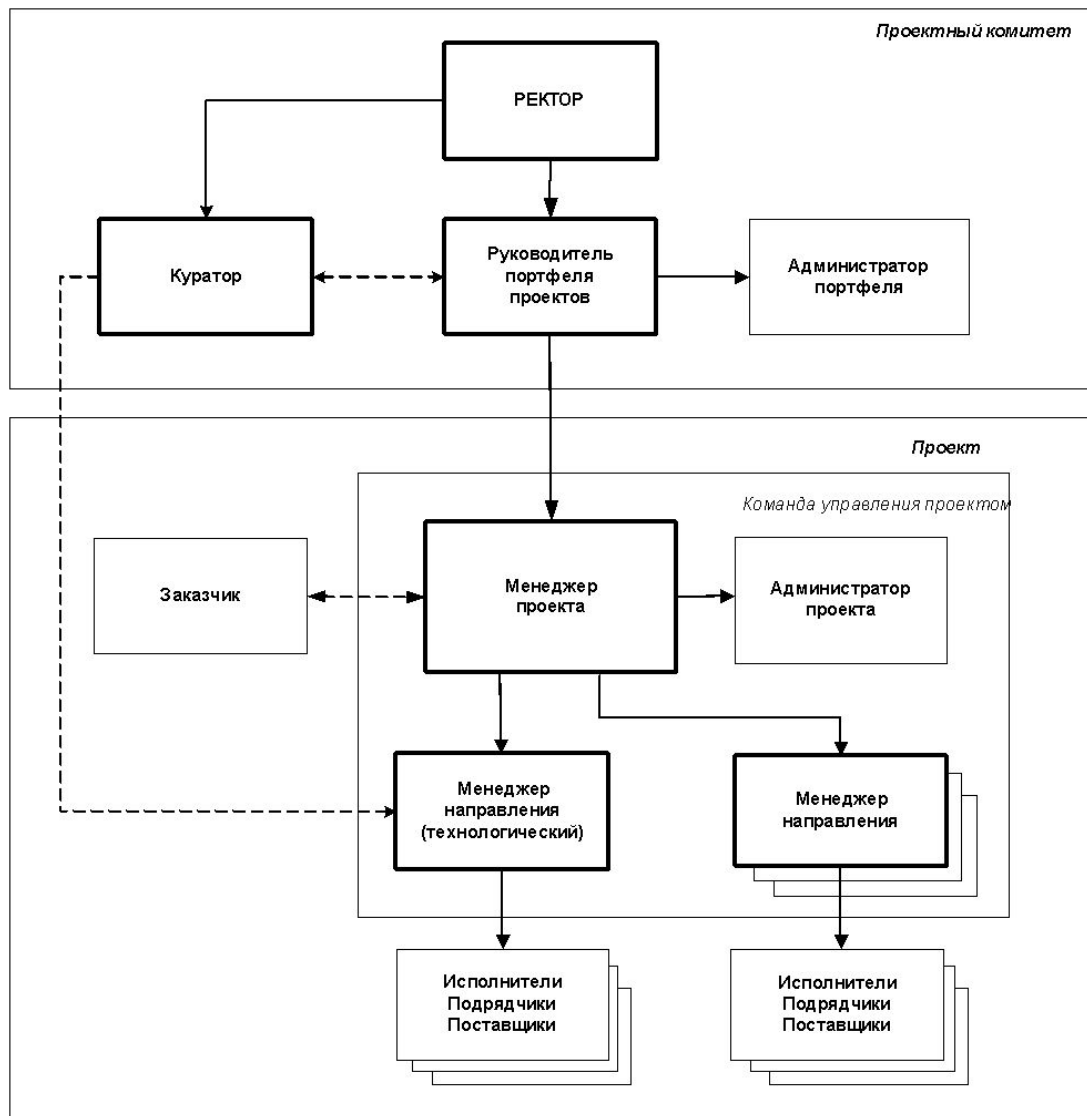 Проектный комитет
РЕКТОР
Куратор
Руководитель
портфеля
проектов
Администратор
портфеля
Проект
Команда управления проектом
Заказчик
Менеджер
проекта
Администратор
проекта
Менеджер
направления
(технологический)
Менеджер
направления
Исполнители
Подрядчики
Поставщики
Исполнители
Подрядчики
Поставщики